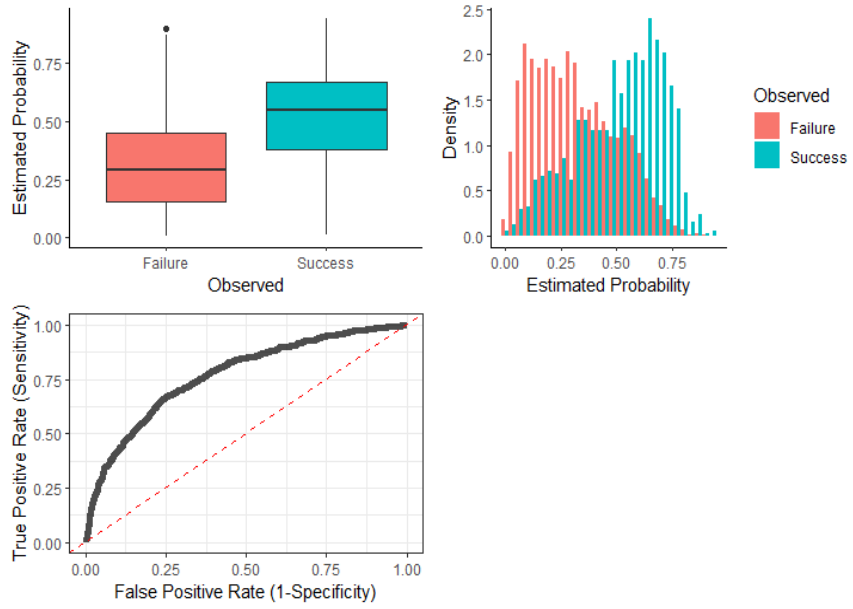 Estimated Probability
0.75
0.50
0.25
0.00
Failure
Success
Observed
Density
2.5
2.0
1.5
1.0
0.5
0.0
0.00
0.25
0.50
0.75
Estimated Probability
Observed
Failure
Success
True Positive Rate (Sensitivity)
1.00
0.75
0.50
0.25
0.00
0.00
0.25
0.50
0.75
1.00
False Positive Rate (1-Specificity)